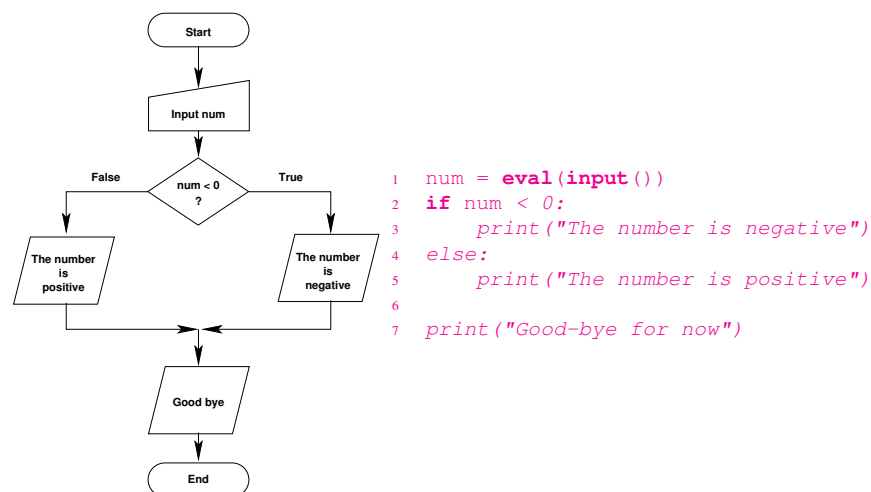 Start
Input num
False
num < 0
?
True
The number
is
positive
The number
is
negative
Good bye
End
1 num = eval(input())
2 if num < 0:
3 print("The number is negative")
4 else:
5 print("The number is positive")
6
7 print("Good-bye for now")